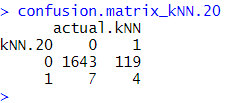 > confusion.matrix_kNN.20
actual.kNN
kNN.20 0 1
0 1643 119
1 7 4
>